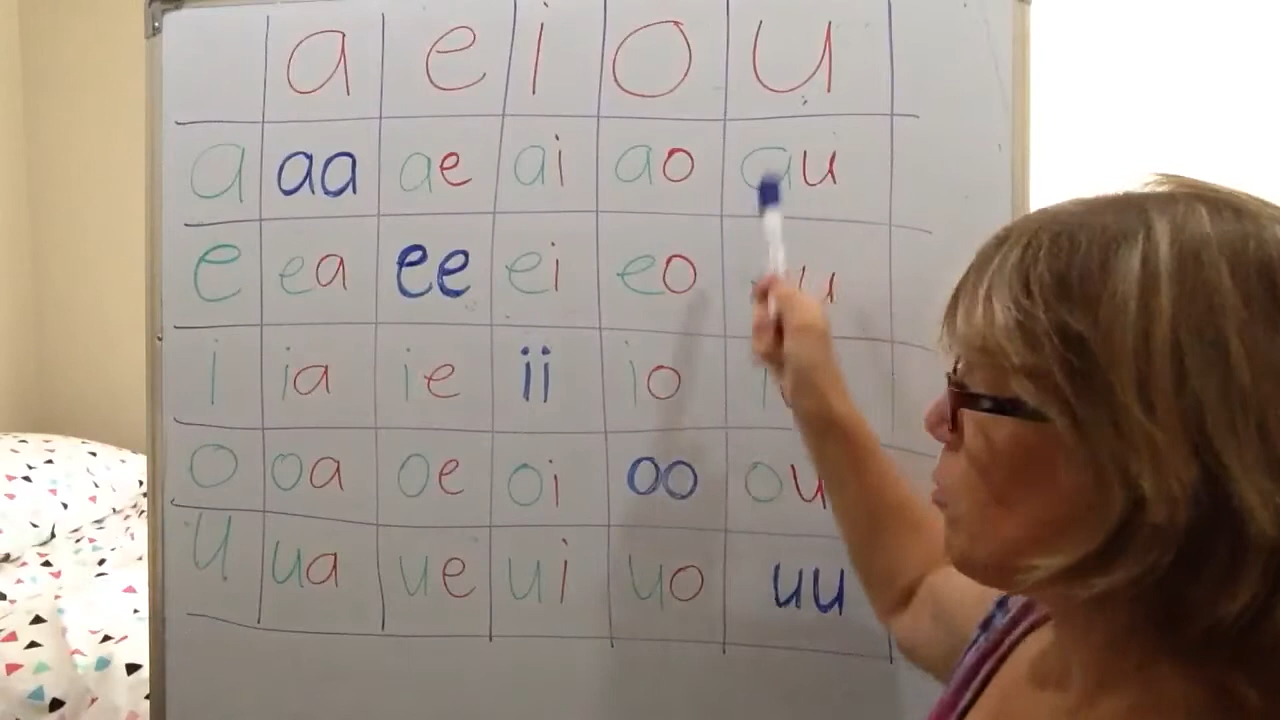 a e i o u
a aa ae ai ao au
e ea ee ei eo
i ia ie ii io
o oa oe oi oo ou
u ua ue ui uo uu